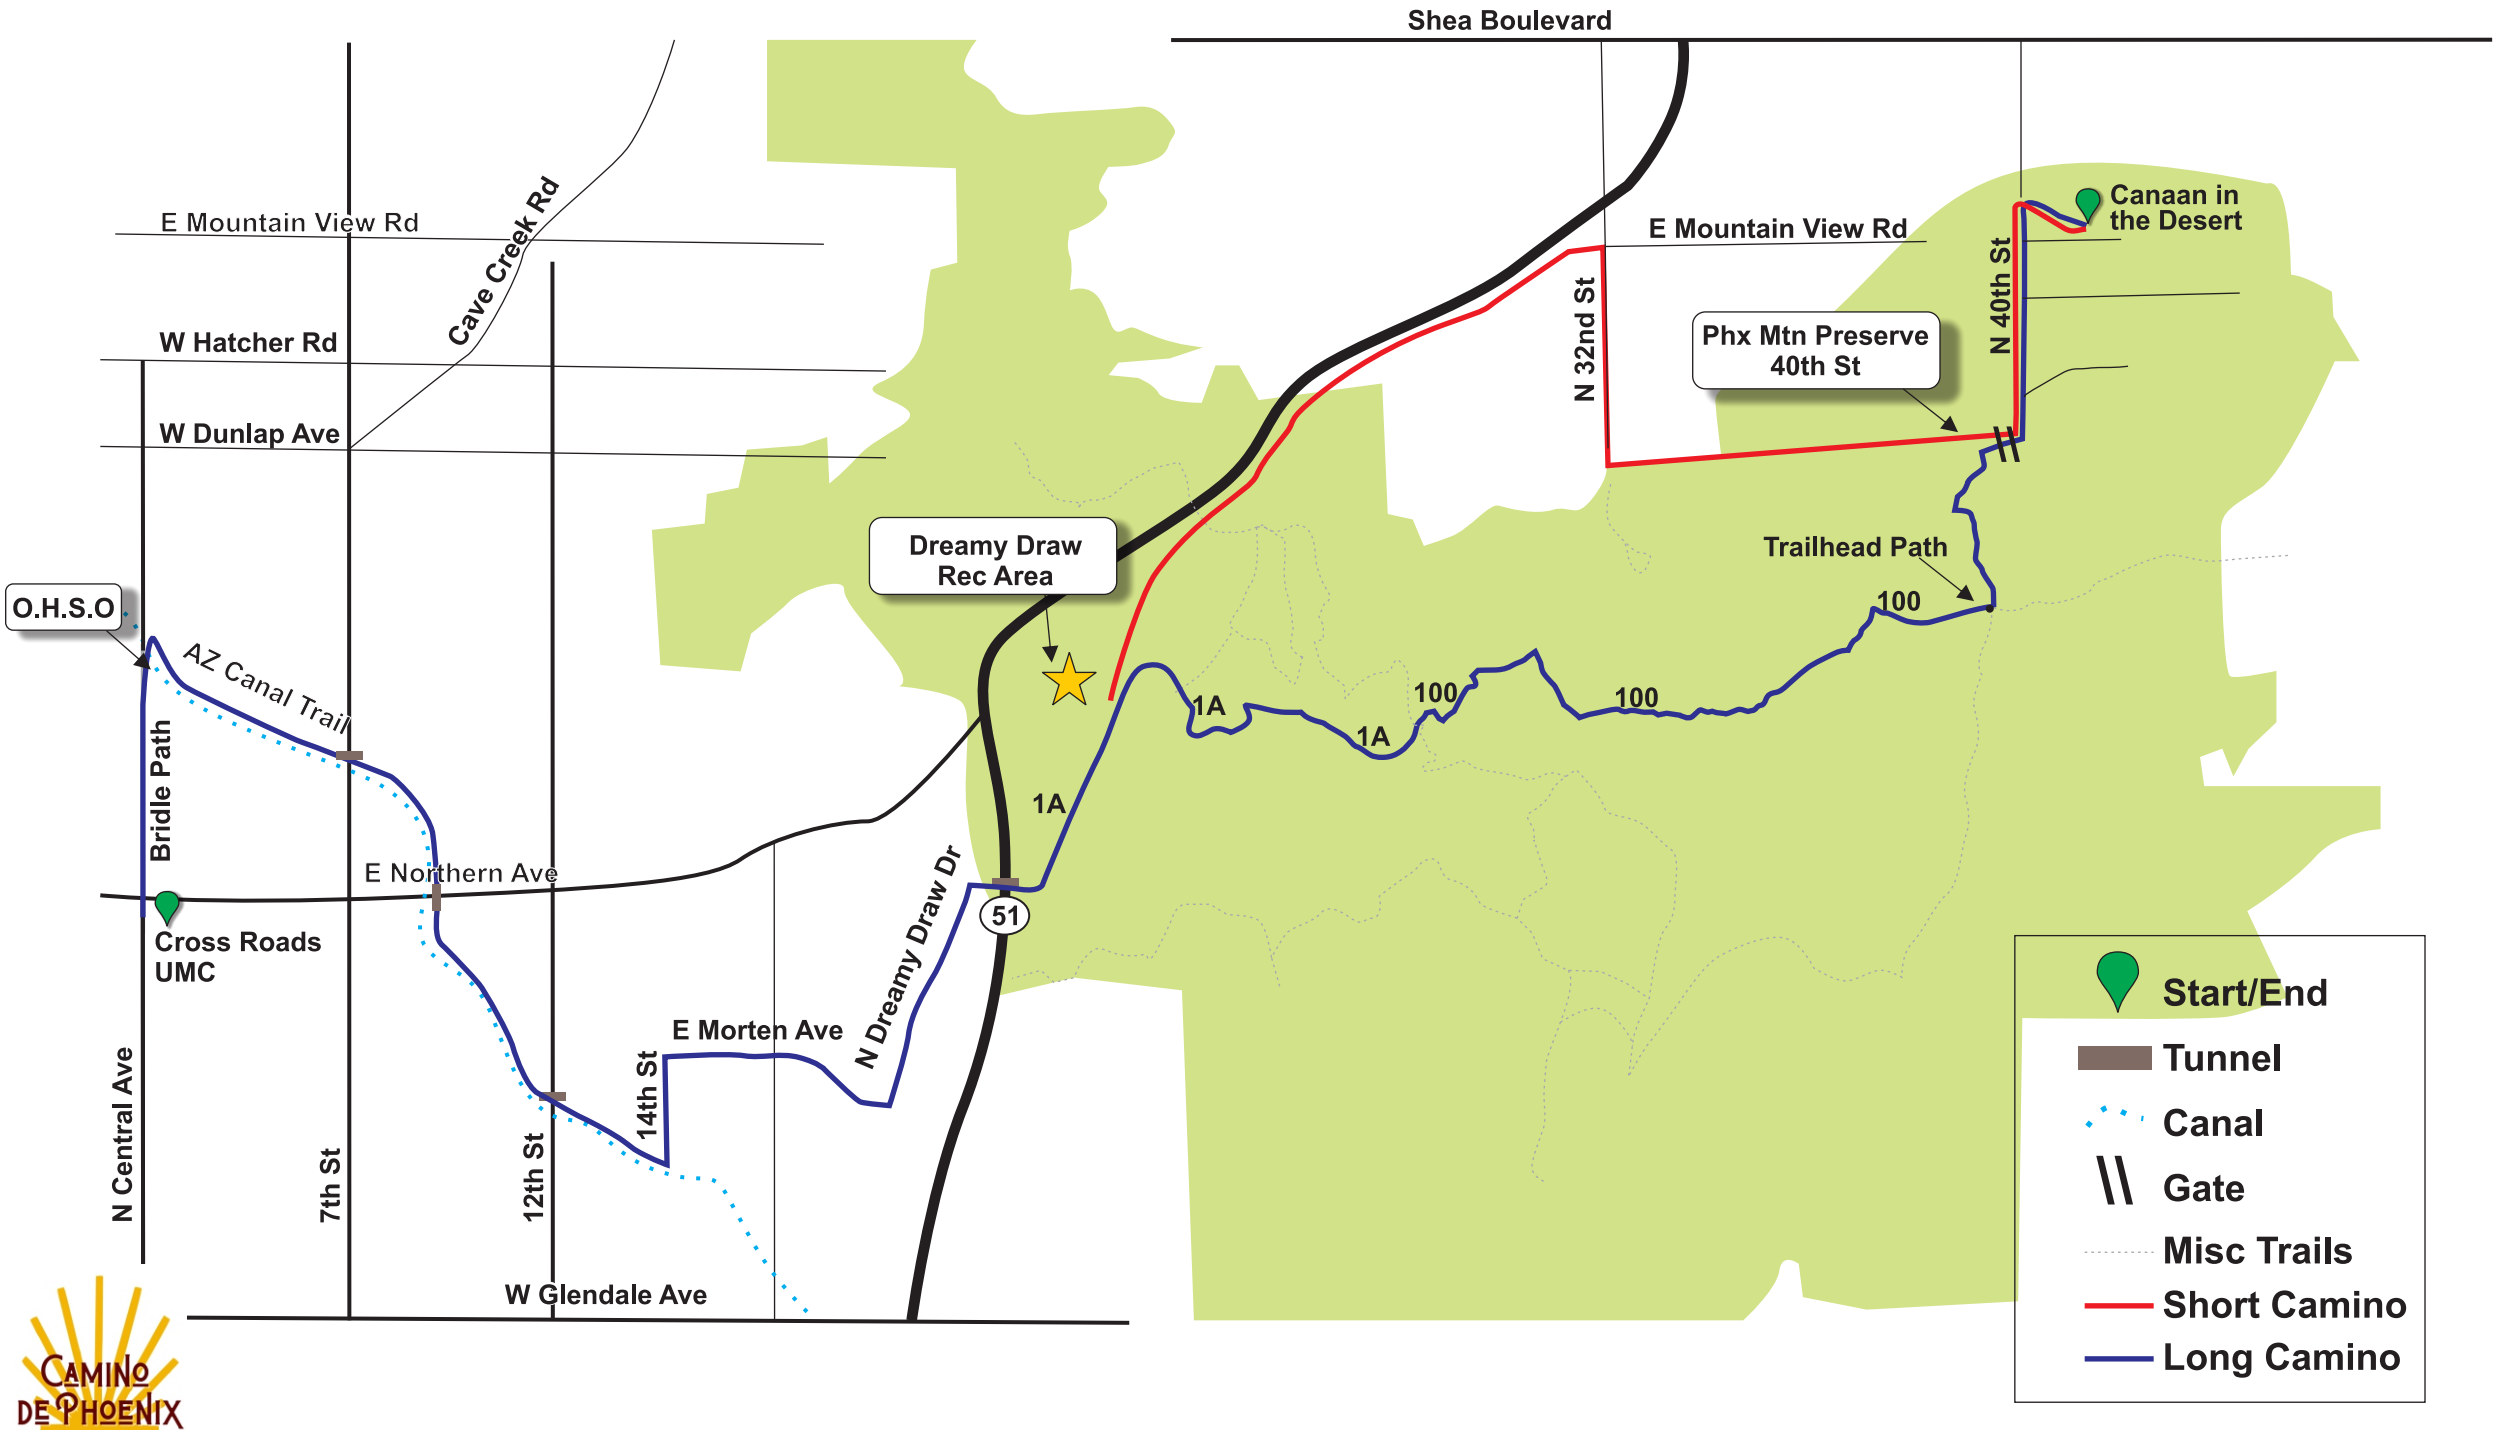 Shea Boulevard
E Mountain View Rd
Cave Creek Rd
W Hatcher Rd
W Dunlap Ave
E Mountain View Rd
N 32nd St
N 40th St
Canaan in
the Desert
Phx Mtn Preserve
40th St
Dreamy Draw
Rec Area
Trailhead Path
O.H.S.O
AZ Canal Trail
Bridle Path
100
100
100
1A
1A
1A
E Northern Ave
51
Cross Roads
UMC
N Dreamy Draw Dr
E Morten Ave
14th St
N Central Ave
7th St
12th St
W Glendale Ave
Start/End
Tunnel
Canal
Gate
Misc Trails
Short Camino
Long Camino
CAMINO
DE PHOENIX